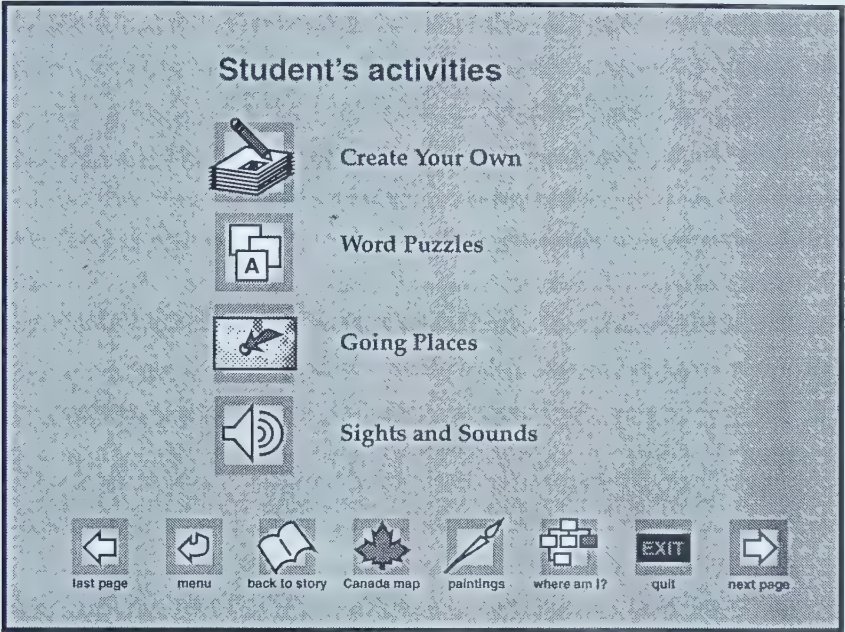 Student's activities
Create Your Own
A
Word Puzzles
Going Places
Sights and Sounds
EXIT
last page menu back to story Canada map paintings where am I? quit next page